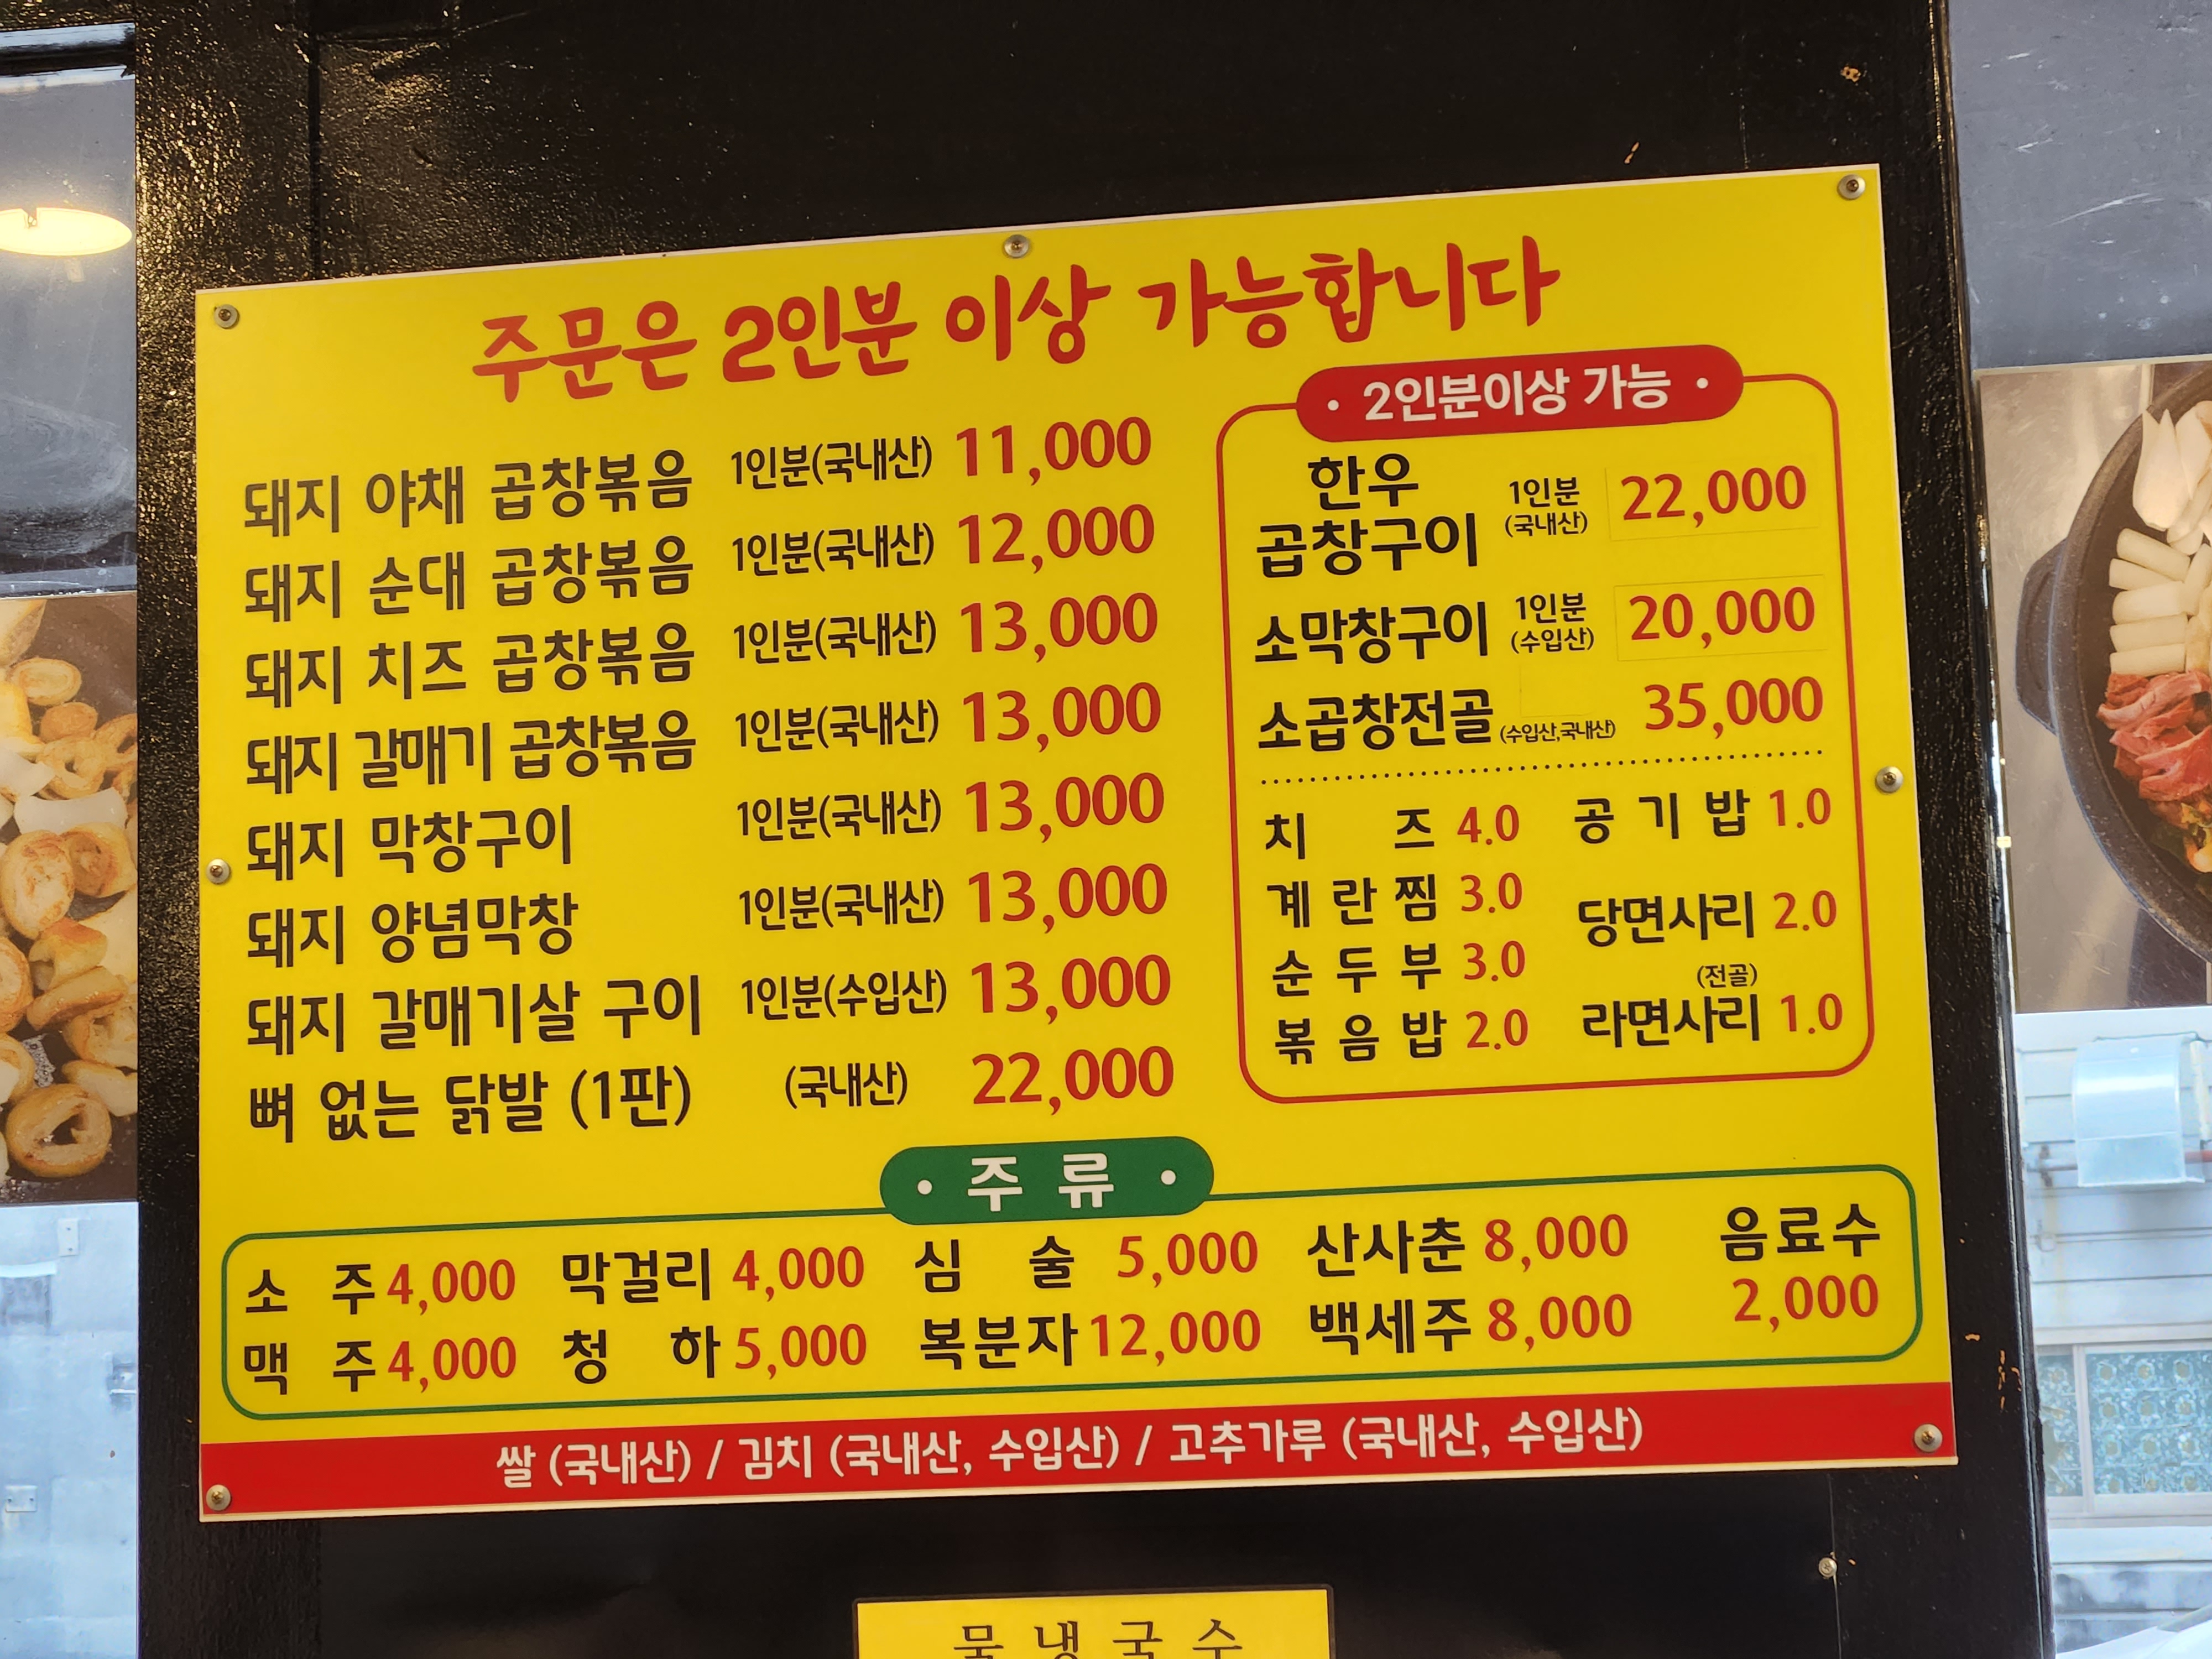 주문은 2인분 이상 가능합니다
돼지 야채 곱창볶음 1인분(국내산) 11,000
돼지 순대 곱창볶음 1인분(국내산) 12,000
돼지 치즈 곱창볶음 1인분(국내산) 13,000
돼지 갈매기 곱창볶음 1인분(국내산) 13,000
돼지 막창구이 1인분(국내산) 13,000
돼지 양념막창 1인분(국내산) 13,000
돼지 갈매기살 구이 1인분(수입산) 13,000
뼈 없는 닭발 (1판) (국내산) 22,000
· 2인분이상 가능 ·
한우
곱창구이 1인분 (국내산) 22,000
소막창구이 1인분 (수입산) 20,000
소곱창전골 (수입산,국내산) 35,000
치 즈 4.0 공 기 밥 1.0
계 란 찜 3.0 당면사리 2.0
순 두 부 3.0 (전골)
볶 음 밥 2.0 라면사리 1.0
· 주 류 ·
소 주 4,000 막걸리 4,000 심 술 5,000 산사춘 8,000 음료수
맥 주 4,000 청 하 5,000 복분자 12,000 백세주 8,000 2,000
쌀 (국내산) / 김치 (국내산, 수입산) / 고추가루 (국내산, 수입산)
물 냉 국 수